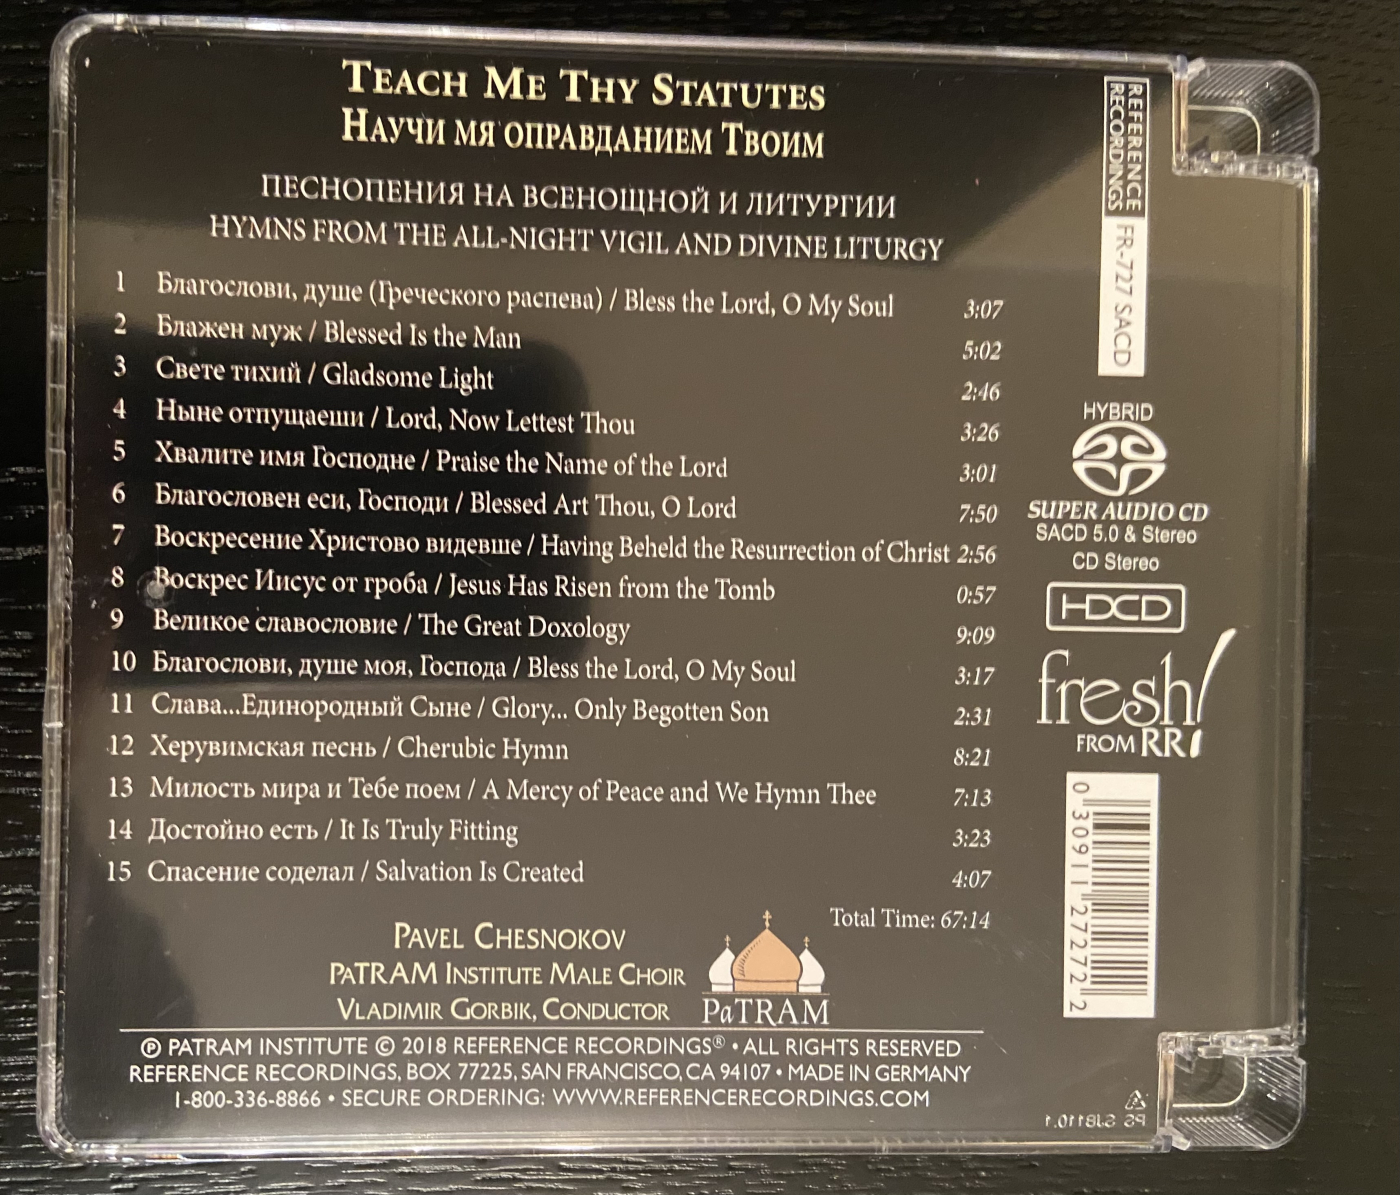 TEACH ME THY STATUTES
НАУЧИ МЯ ОПРАВДАНИЕМ ТВОИМ
ПЕСНОПЕНИЯ НА ВСЕНОЩНОЙ И ЛИТУРГИИ
HYMNS FROM THE ALL-NIGHT VIGIL AND DIVINE LITURGY
1 Благослови, душе (Греческого распева) / Bless the Lord, O My Soul 3:07
2 Блажен муж / Blessed Is the Man 5:02
3 Свете тихий / Gladsome Light 2:46
4 Ныне отпущаеши / Lord, Now Lettest Thou 3:26
5 Хвалите имя Господне / Praise the Name of the Lord 3:01
6 Благословен еси, Господи / Blessed Art Thou, O Lord 7:50
7 Воскресение Христово видевше / Having Beheld the Resurrection of Christ 2:56
8 Воскрес Иисус от гроба / Jesus Has Risen from the Tomb 0:57
9 Великое славословие / The Great Doxology 9:09
10 Благослови, душе моя, Господа / Bless the Lord, O My Soul 3:17
11 Слава...Единородный Сыне / Glory... Only Begotten Son 2:31
12 Херувимская песнь / Cherubic Hymn 8:21
13 Милость мира и Тебе поем / A Mercy of Peace and We Hymn Thee 7:13
14 Достойно есть / It Is Truly Fitting 3:23
15 Спасение соделал / Salvation Is Created 4:07
Total Time: 67:14
PAVEL CHESNOKOV
PATRAM INSTITUTE MALE CHOIR
VLADIMIR GORBIK, CONDUCTOR
PaTRAM
℗ PATRAM INSTITUTE © 2018 REFERENCE RECORDINGS® • ALL RIGHTS RESERVED
REFERENCE RECORDINGS, BOX 77225, SAN FRANCISCO, CA 94107 • MADE IN GERMANY
1-800-336-8866 • SECURE ORDERING: WWW.REFERENCERECORDINGS.COM
REFERENCE
RECORDINGS
FR-727 SACD
HYBRID
SUPER AUDIO CD
SACD 5.0 & Stereo
CD Stereo
HDCD
fresh!
FROM RR
0 30911 27272 2
PS SJ8110.1